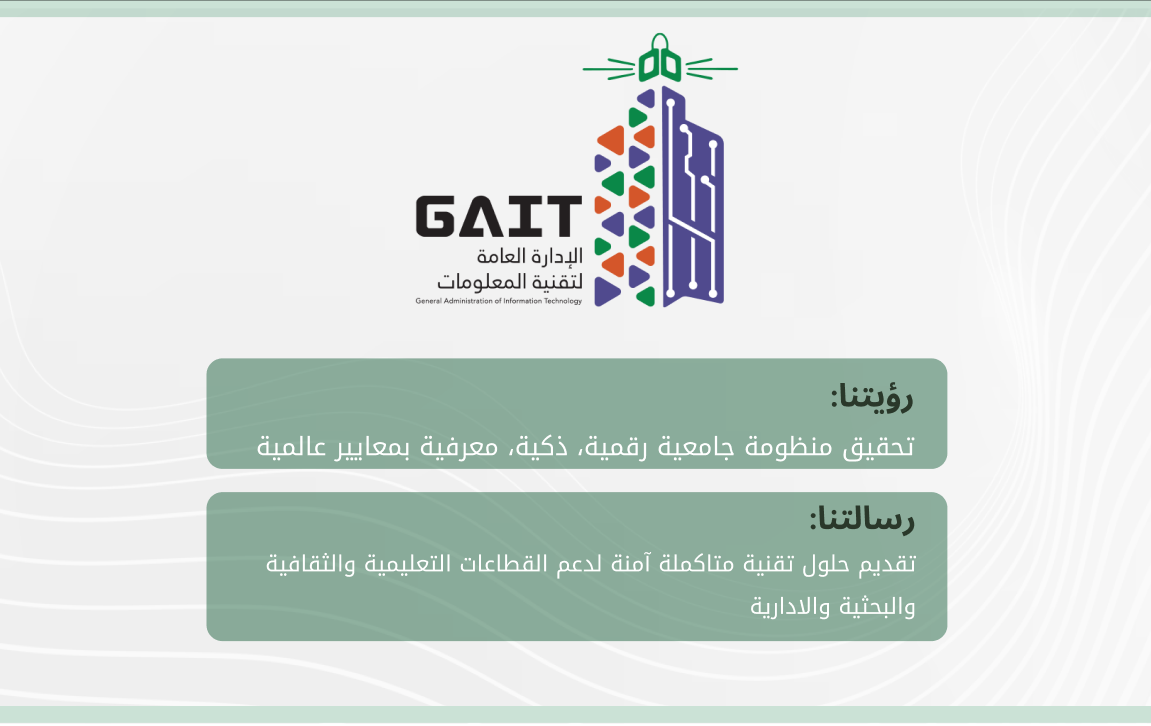 GAIT
الإدارة العامة
لتقنية المعلومات
General Administration of Information Technology
رؤيتنا:
تحقيق منظومة جامعية رقمية، ذكية، معرفية بمعايير عالمية
رسالتنا:
تقديم حلول تقنية متاكملة آمنة لدعم القطاعات التعليمية والثقافية
والبحثية والادارية